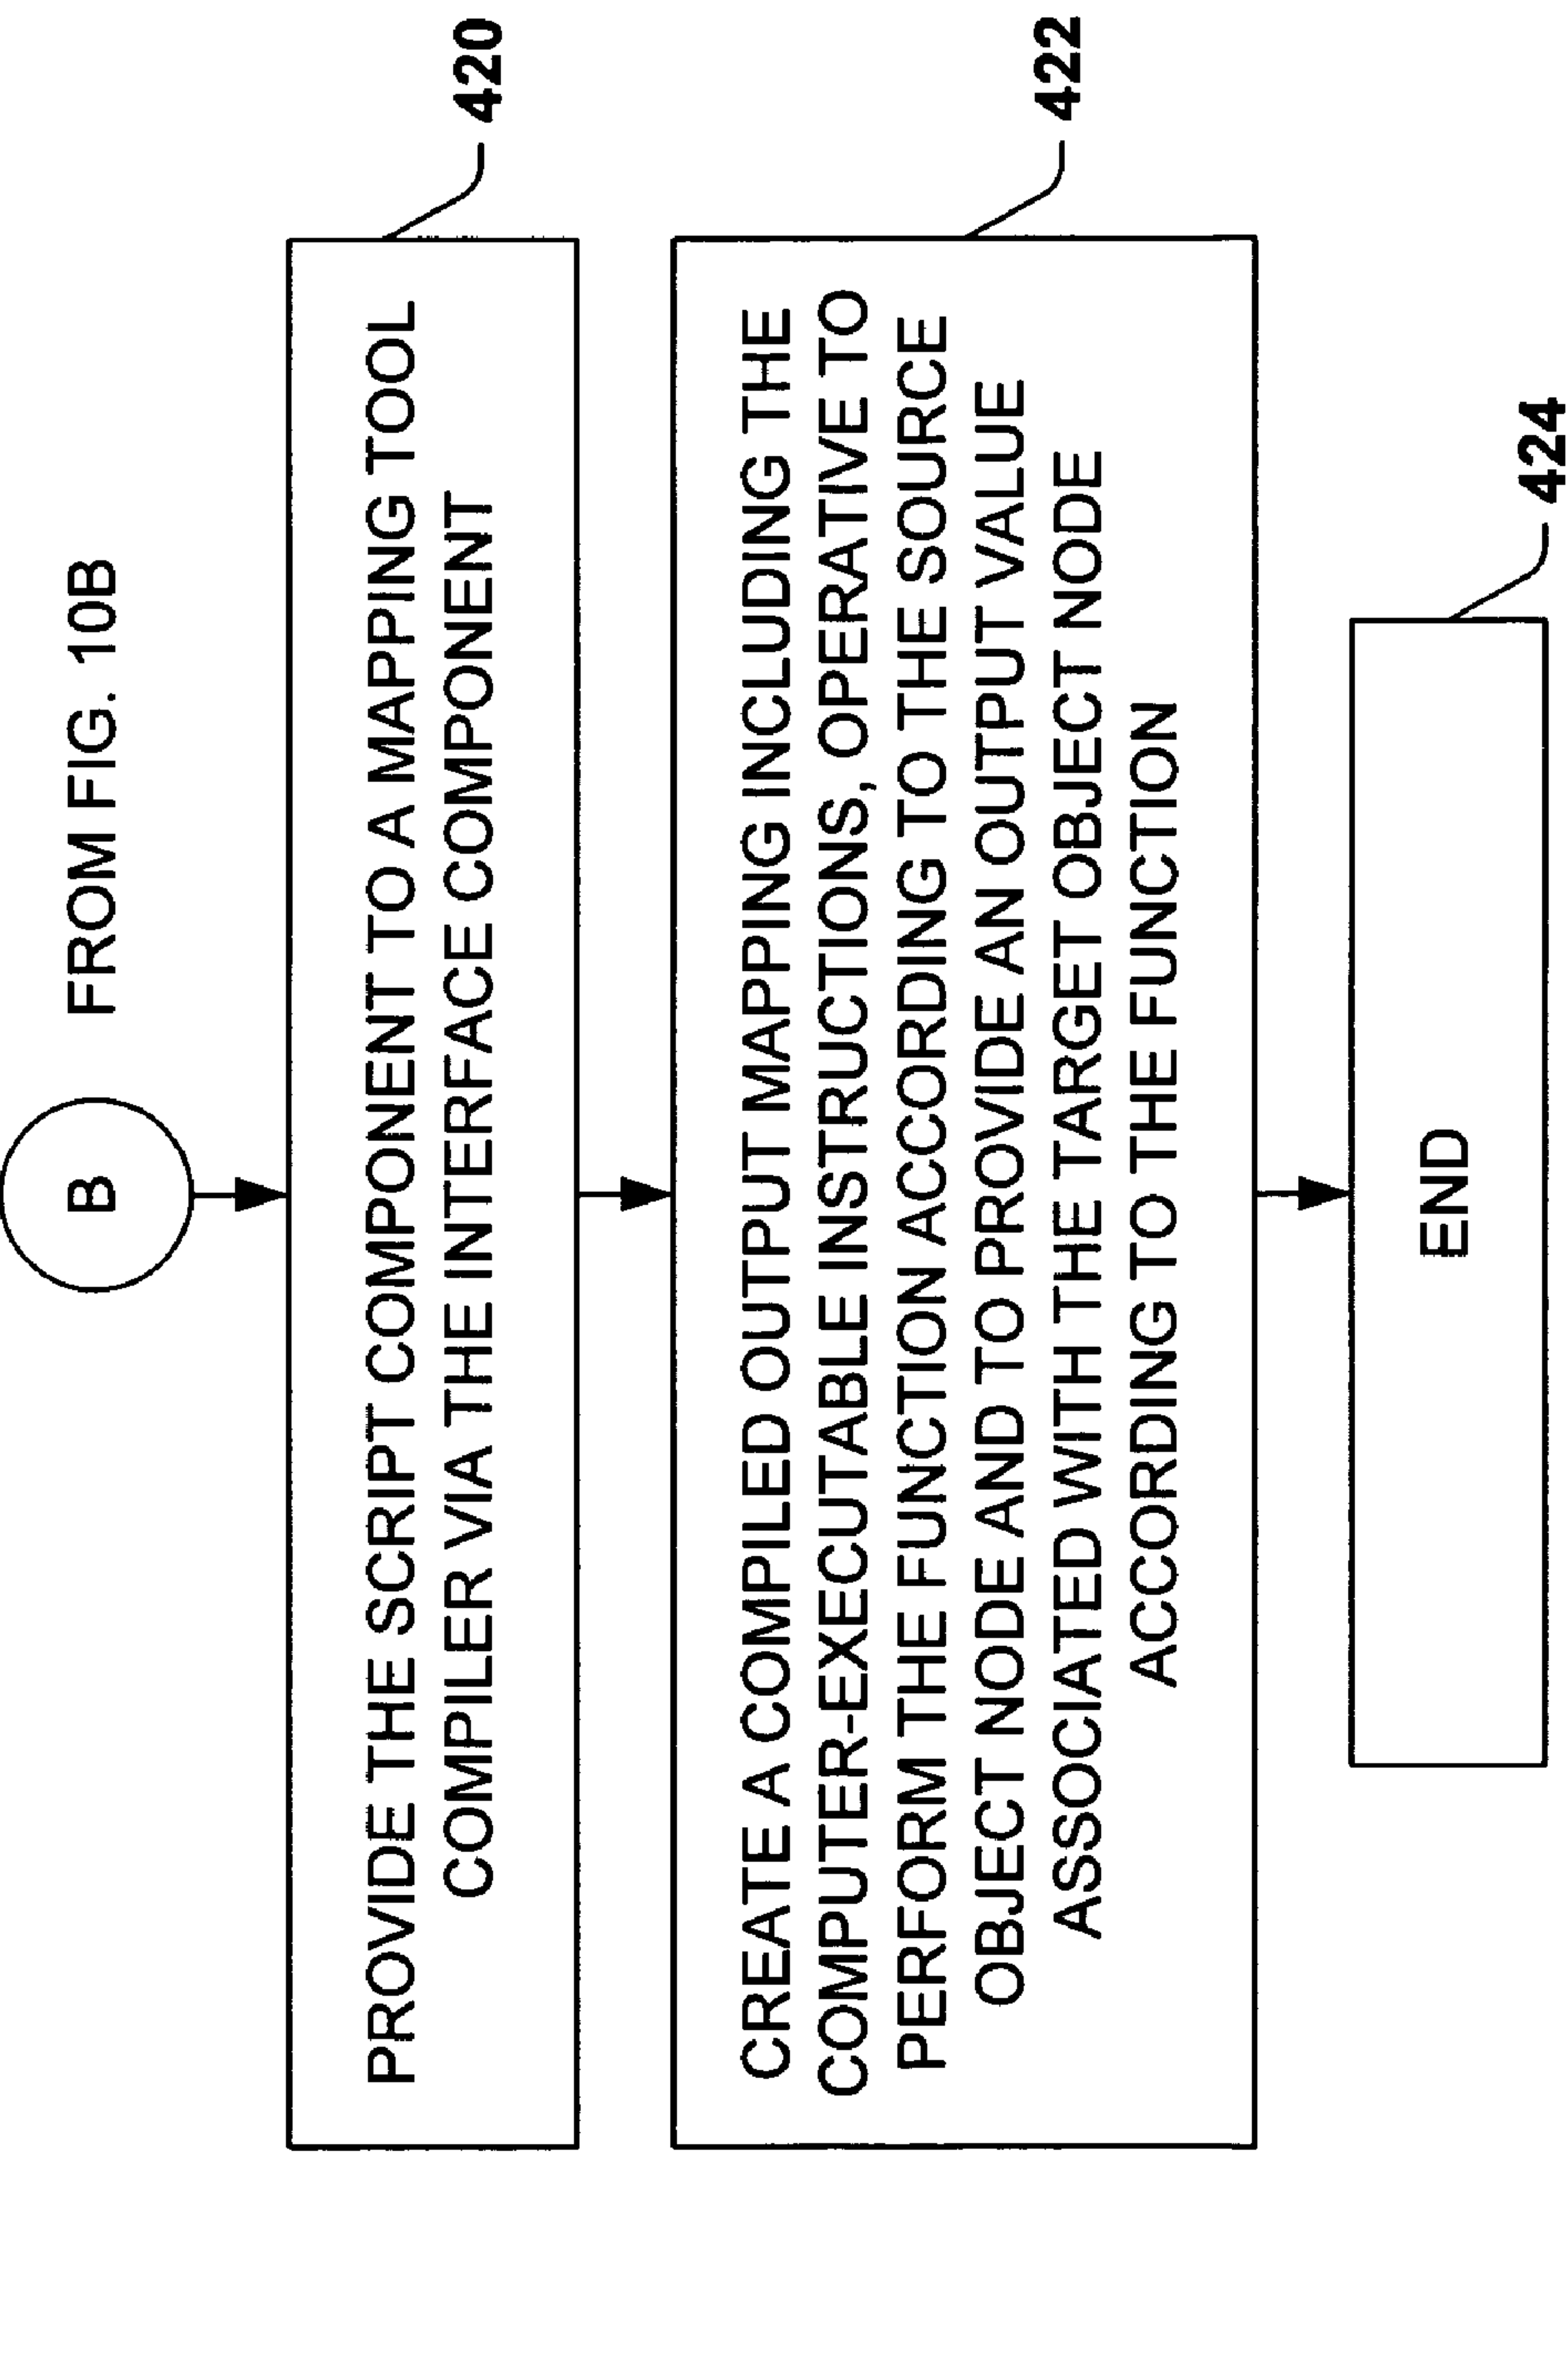 B
FROM FIG. 10B
PROVIDE THE SCRIPT COMPONENT TO A MAPPING TOOL
COMPILER VIA THE INTERFACE COMPONENT
420
CREATE A COMPILED OUTPUT MAPPING INCLUDING THE
COMPUTER-EXECUTABLE INSTRUCTIONS, OPERATIVE TO
PERFORM THE FUNCTION ACCORDING TO THE SOURCE
OBJECT NODE AND TO PROVIDE AN OUTPUT VALUE
ASSOCIATED WITH THE TARGET OBJECT NODE
ACCORDING TO THE FUNCTION
422
END
424